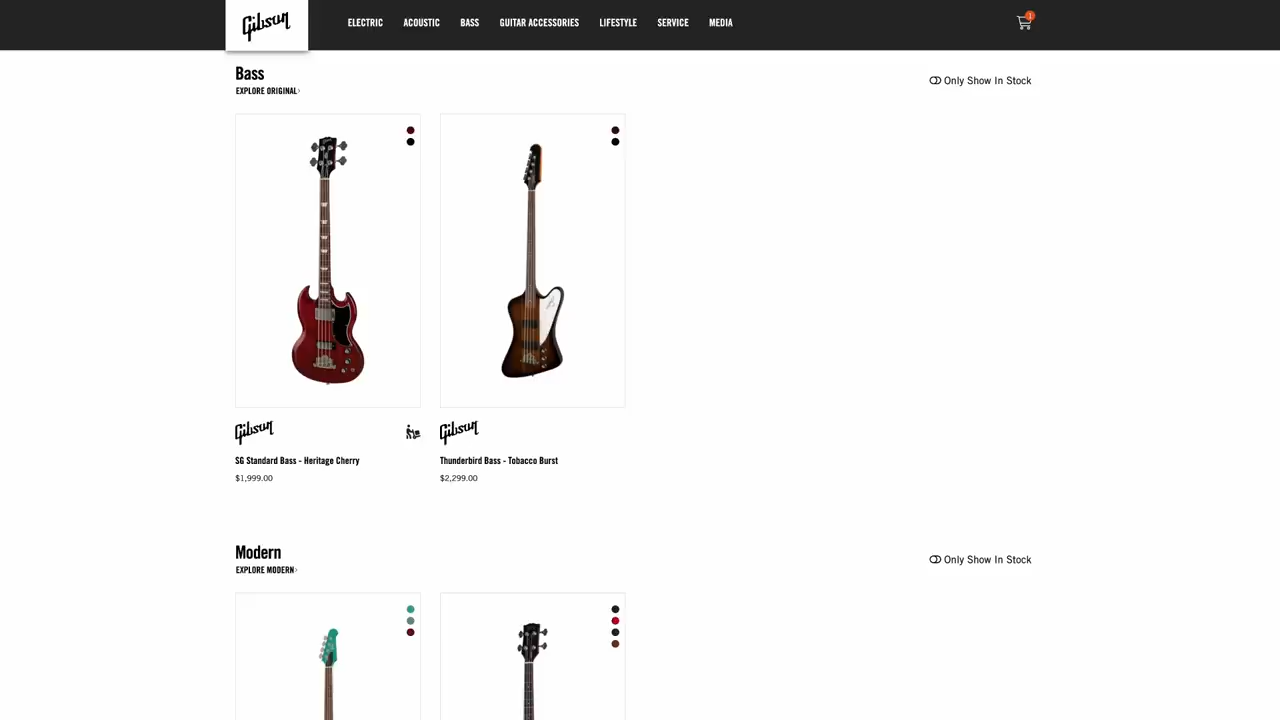 Gibson
ELECTRIC
ACOUSTIC
BASS
GUITAR ACCESSORIES
LIFESTYLE
SERVICE
MEDIA
1
Bass
EXPLORE ORIGINAL›
Only Show In Stock
Gibson
Gibson
SG Standard Bass - Heritage Cherry
Thunderbird Bass - Tobacco Burst
$1,999.00
$2,299.00
Modern
EXPLORE MODERN›
Only Show In Stock